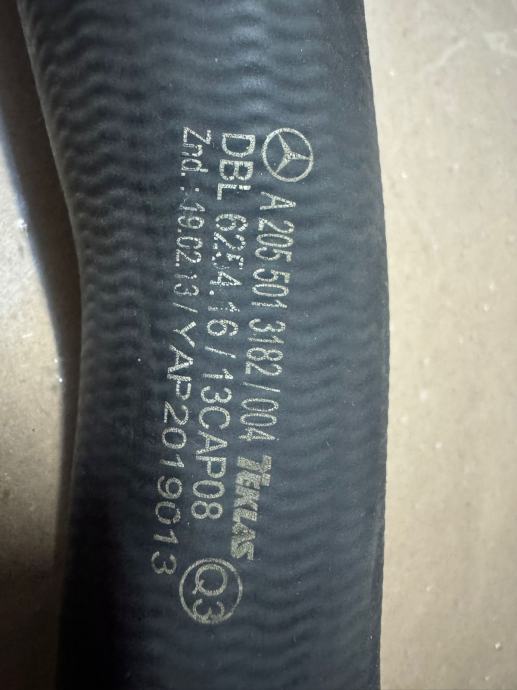 A 205 501 3182/004 TEKLAS
DBL 6254.16/13CAP08 Q3
Znd.:19.02.13/YAP2019013